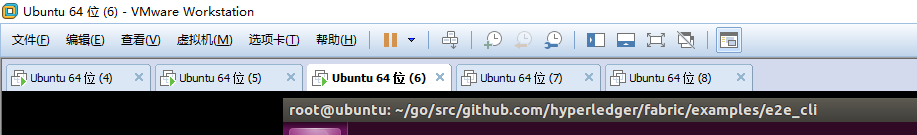 Ubuntu 64 位 (6) - VMware Workstation
文件(F) 编辑(E) 查看(V) 虚拟机(M) 选项卡(T) 帮助(H)
Ubuntu 64 位 (4) Ubuntu 64 位 (5) Ubuntu 64 位 (6) Ubuntu 64 位 (7) Ubuntu 64 位 (8)
root@ubuntu: ~/go/src/github.com/hyperledger/fabric/examples/e2e_cli